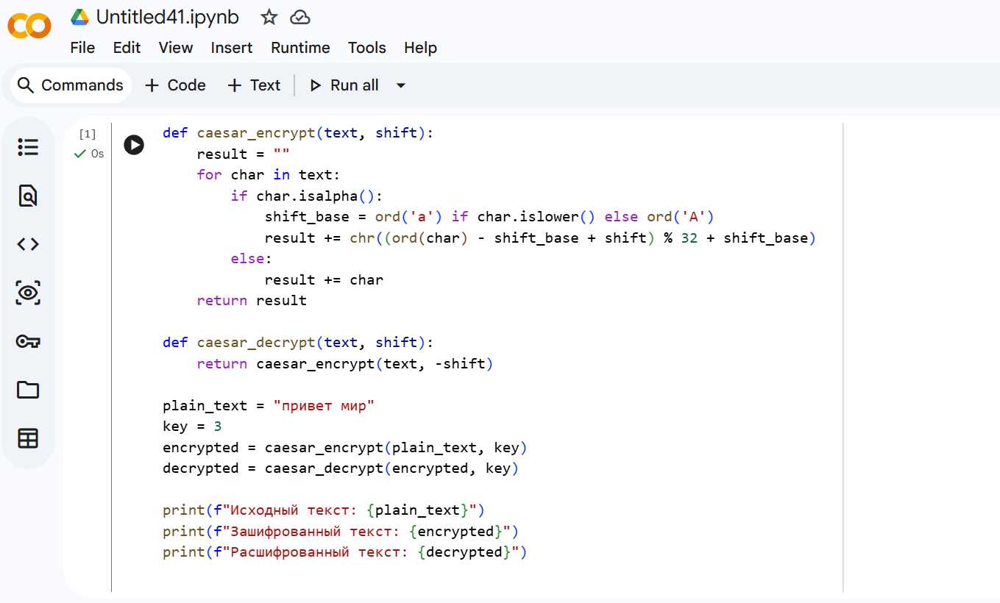 Untitled41.ipynb
File Edit View Insert Runtime Tools Help
Commands + Code + Text Run all
[1]
0s
def caesar_encrypt(text, shift):
    result = ""
    for char in text:
        if char.isalpha():
            shift_base = ord('a') if char.islower() else ord('A')
            result += chr((ord(char) - shift_base + shift) % 32 + shift_base)
        else:
            result += char
    return result

def caesar_decrypt(text, shift):
    return caesar_encrypt(text, -shift)

plain_text = "привет мир"
key = 3
encrypted = caesar_encrypt(plain_text, key)
decrypted = caesar_decrypt(encrypted, key)

print(f"Исходный текст: {plain_text}")
print(f"Зашифрованный текст: {encrypted}")
print(f"Расшифрованный текст: {decrypted}")